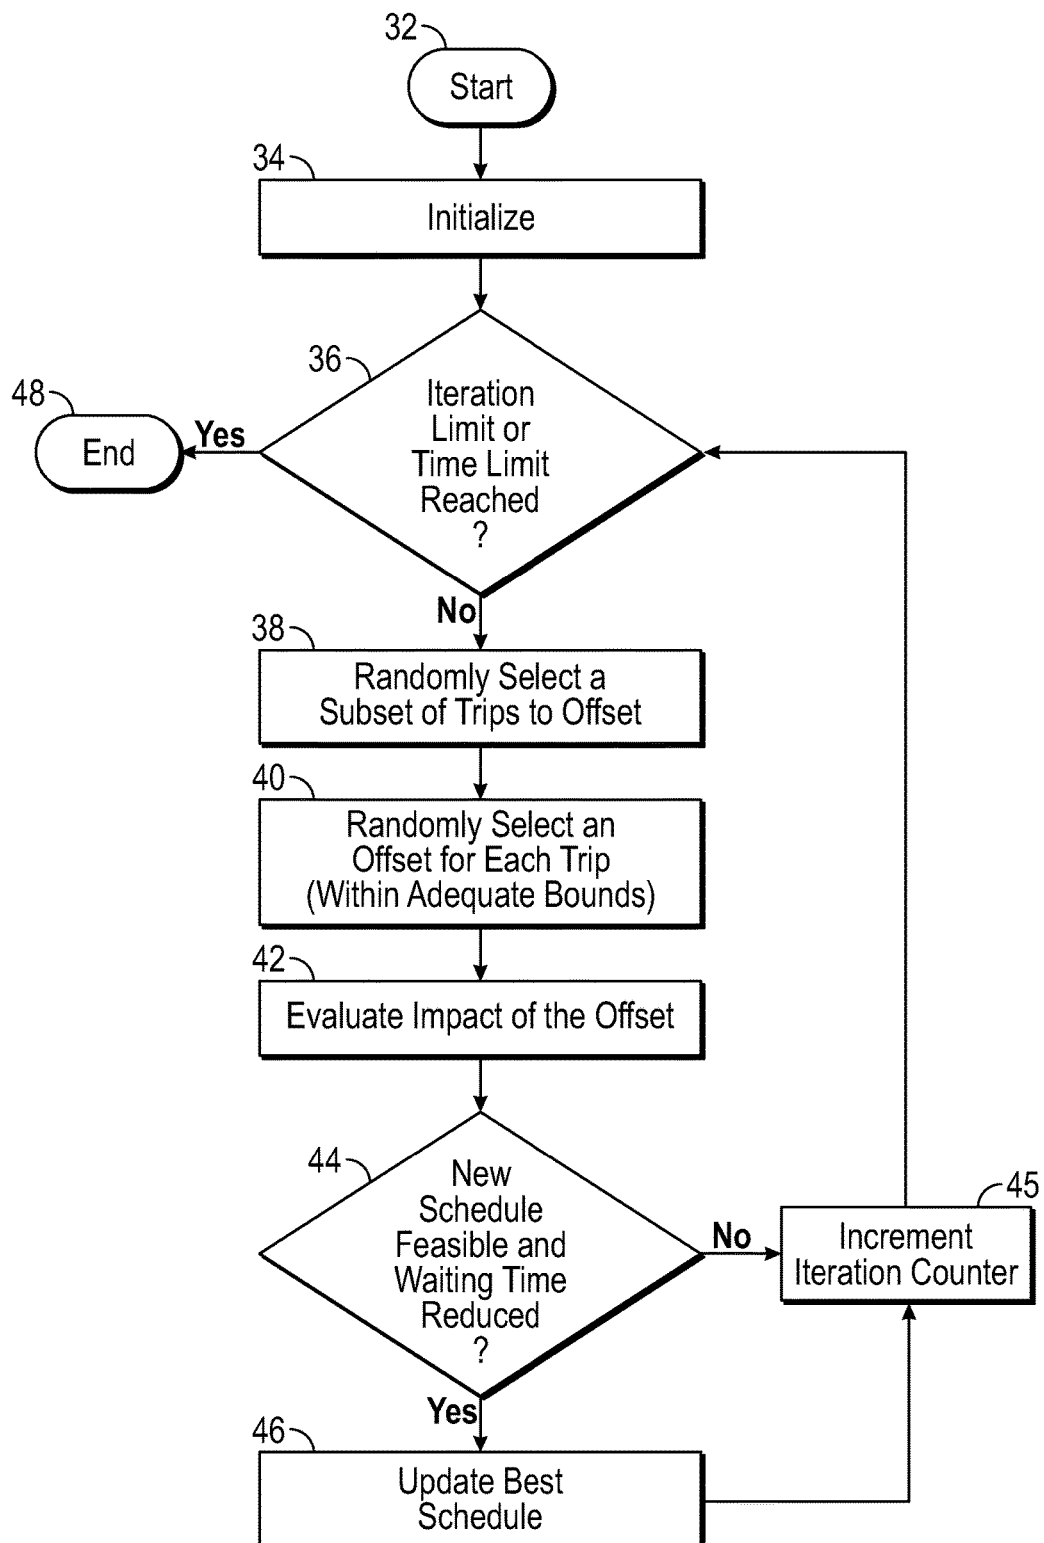 32
Start
34
Initialize
36
Iteration
Limit or
Time Limit
Reached
?
48
End
Yes
No
38
Randomly Select a
Subset of Trips to Offset
40
Randomly Select an
Offset for Each Trip
(Within Adequate Bounds)
42
Evaluate Impact of the Offset
44
New
Schedule
Feasible and
Waiting Time
Reduced
?
No
45
Increment
Iteration Counter
Yes
46
Update Best
Schedule